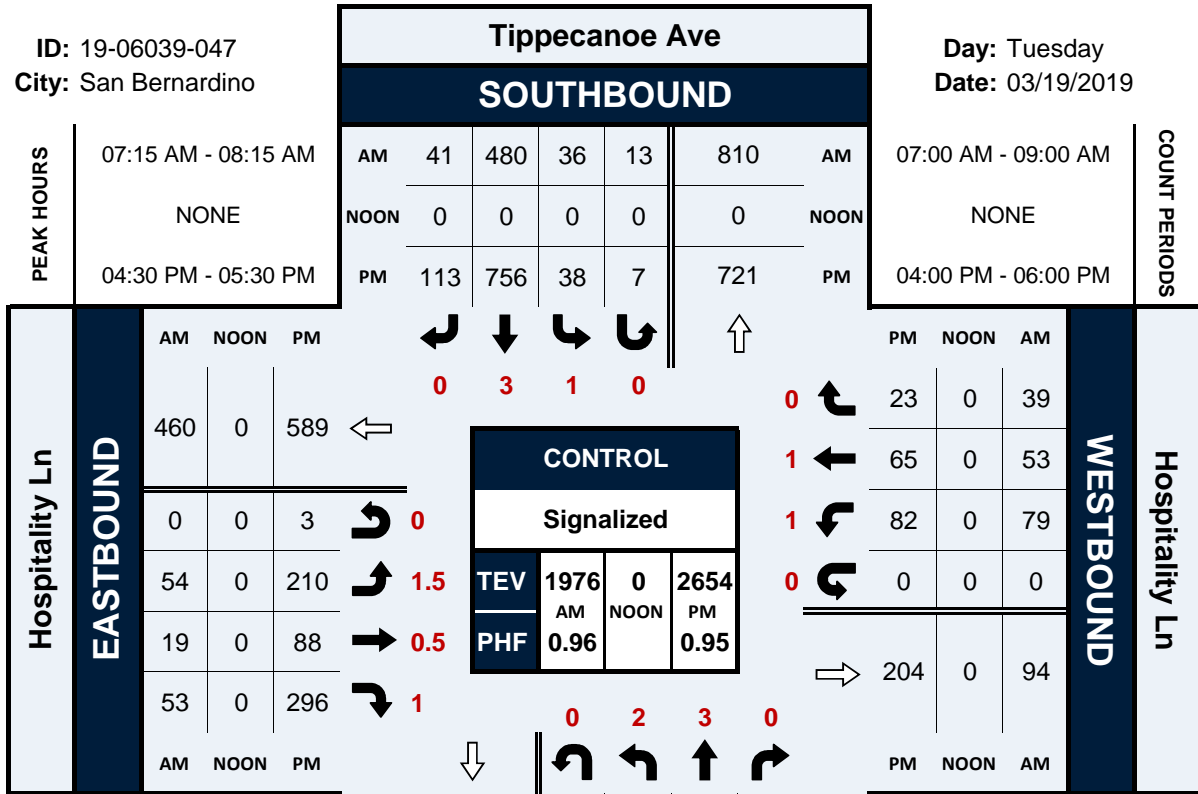 ID: 19-06039-047
City: San Bernardino
Tippecanoe Ave
SOUTHBOUND
Day: Tuesday
Date: 03/19/2019
PEAK HOURS
07:15 AM - 08:15 AM
NONE
04:30 PM - 05:30 PM
AM 41 480 36 13 810 AM
NOON 0 0 0 0 0 NOON
PM 113 756 38 7 721 PM
07:00 AM - 09:00 AM
NONE
04:00 PM - 06:00 PM
COUNT PERIODS
0 3 1 0
Hospitality Ln
EASTBOUND
AM NOON PM
460 0 589
0 0 3 0
54 0 210 1.5
19 0 88 0.5
53 0 296 1
AM NOON PM
CONTROL
Signalized
TEV 1976 0 2654
AM NOON PM
PHF 0.96 0.95
PM NOON AM
0 23 0 39
1 65 0 53
1 82 0 79
0 0 0 0
204 0 94
PM NOON AM
WESTBOUND
Hospitality Ln
0 2 3 0